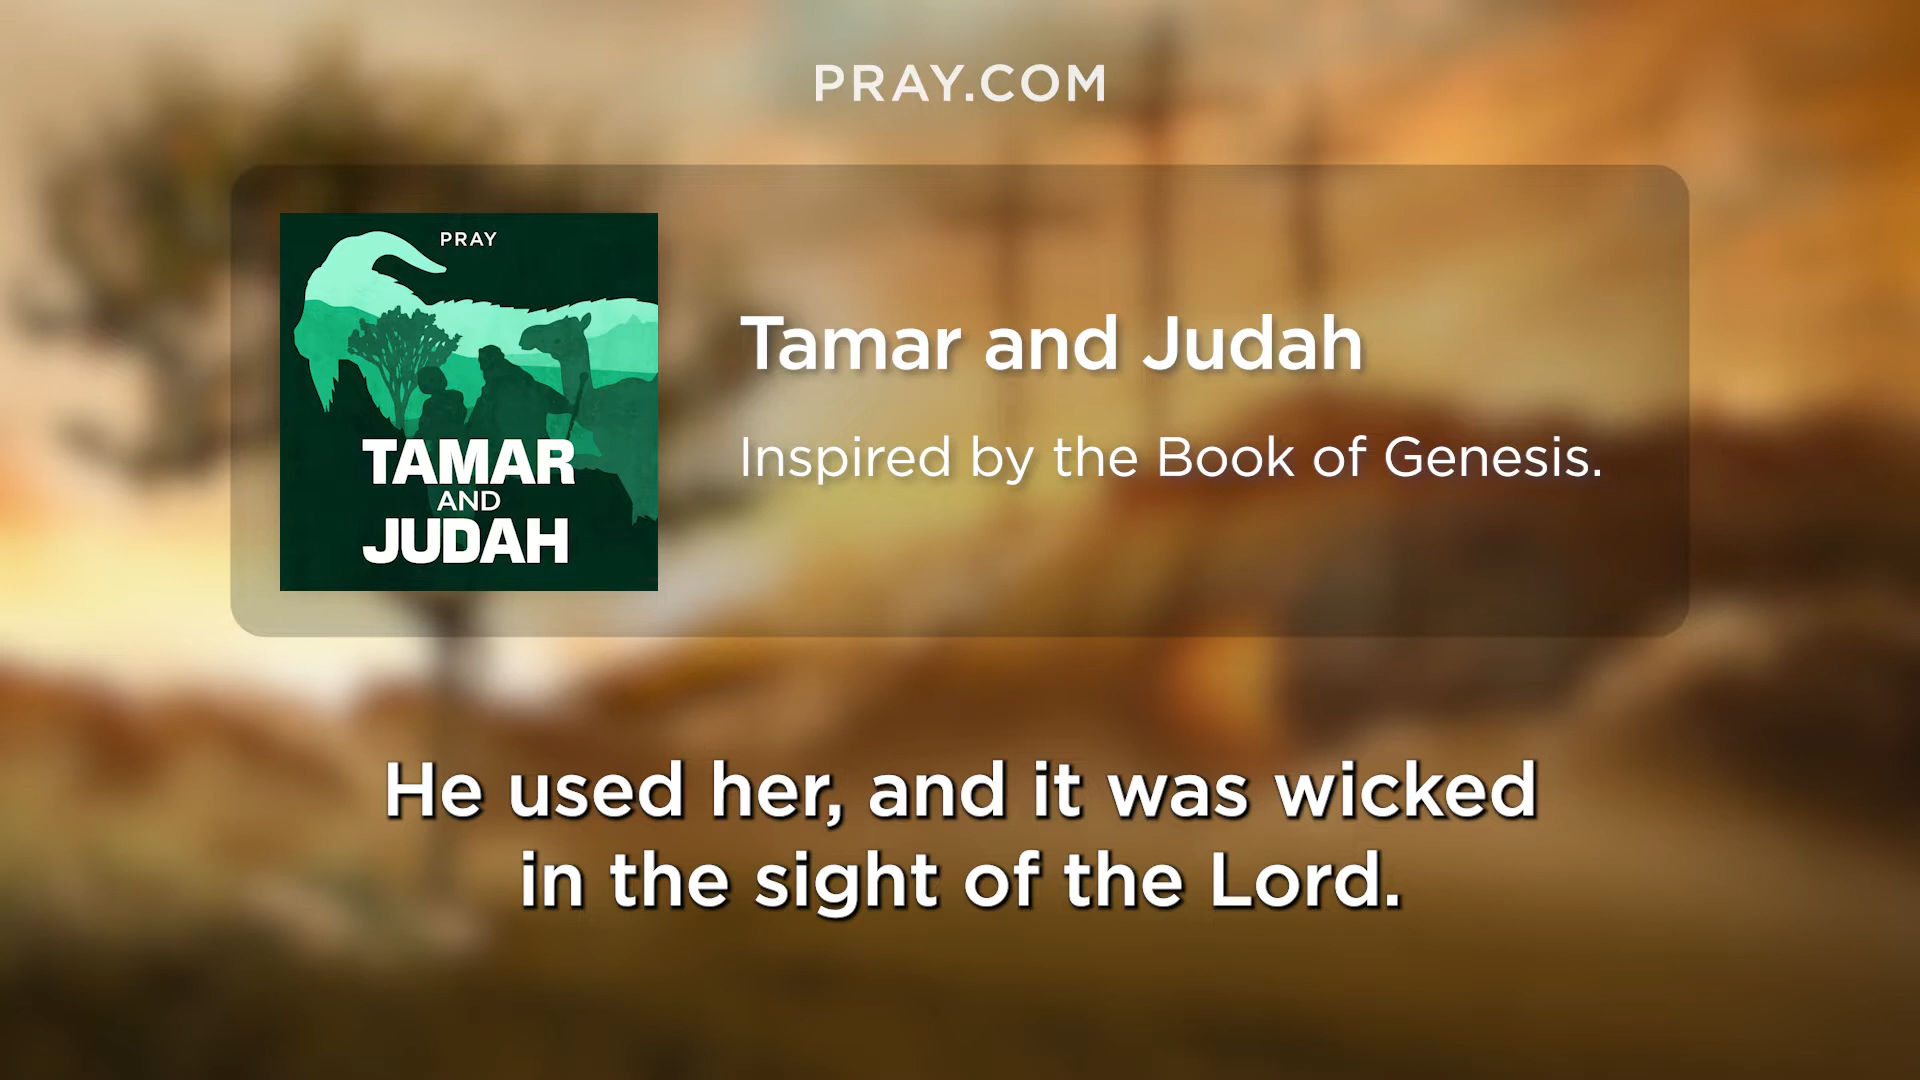 PRAY.COM
PRAY
TAMAR
AND
JUDAH
Tamar and Judah
Inspired by the Book of Genesis.
He used her, and it was wicked
in the sight of the Lord.